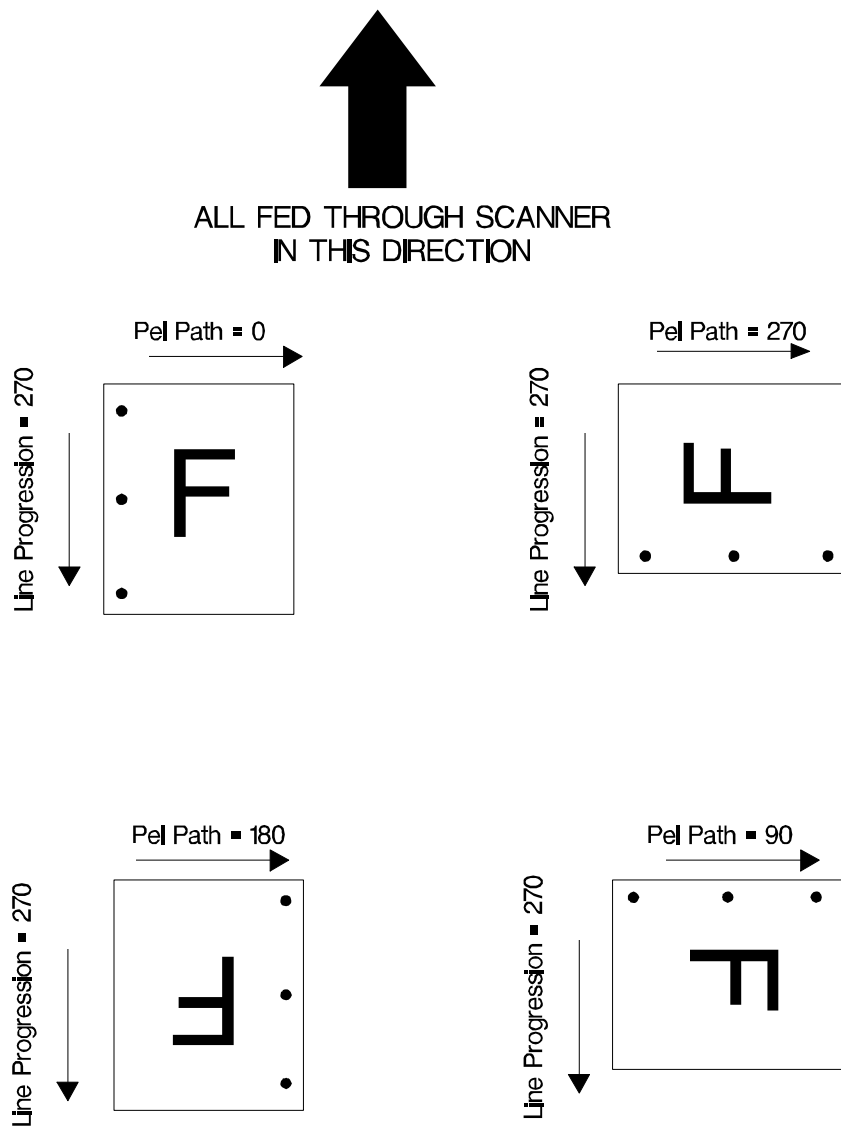 ALL FED THROUGH SCANNER
IN THIS DIRECTION
Pel Path = 0
Line Progression = 270
F
Pel Path = 270
Line Progression = 270
F
Pel Path = 180
Line Progression = 270
F
Pel Path = 90
Line Progression = 270
F